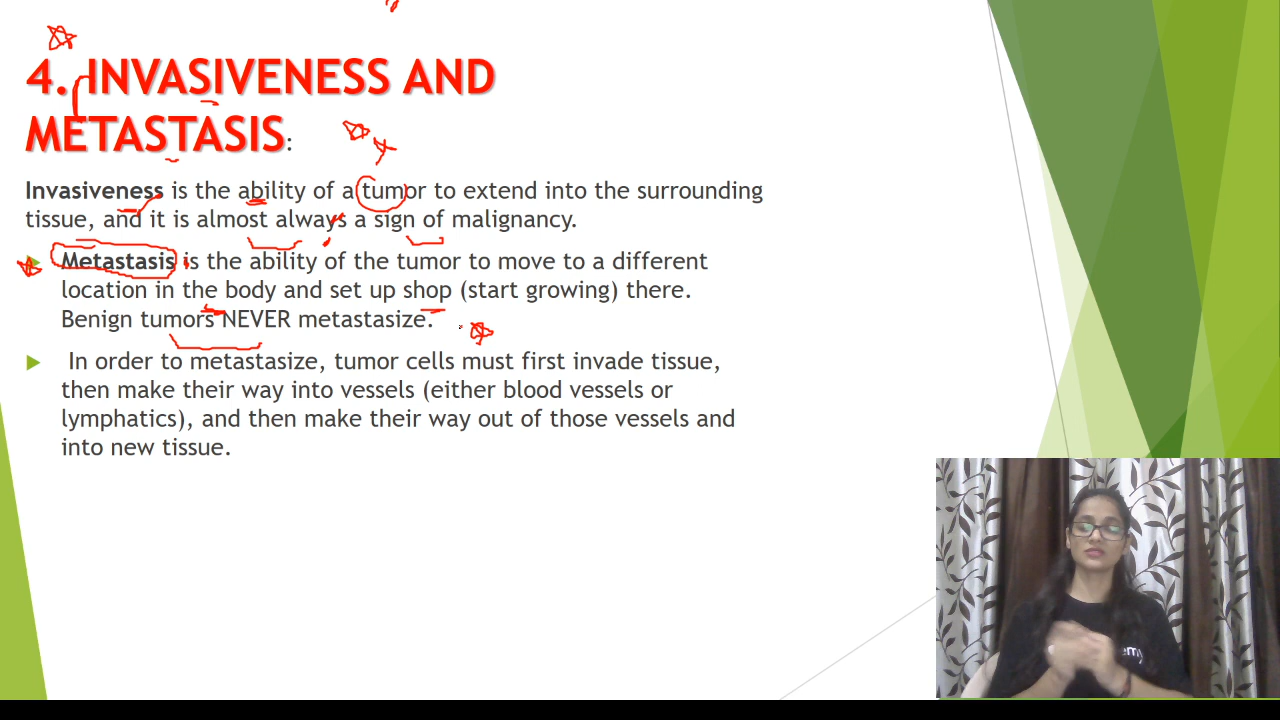 4. INVASIVENESS AND
METASTASIS:
Invasiveness is the ability of a tumor to extend into the surrounding
tissue, and it is almost always a sign of malignancy.
Metastasis is the ability of the tumor to move to a different
location in the body and set up shop (start growing) there.
Benign tumors NEVER metastasize.
In order to metastasize, tumor cells must first invade tissue,
then make their way into vessels (either blood vessels or
lymphatics), and then make their way out of those vessels and
into new tissue.